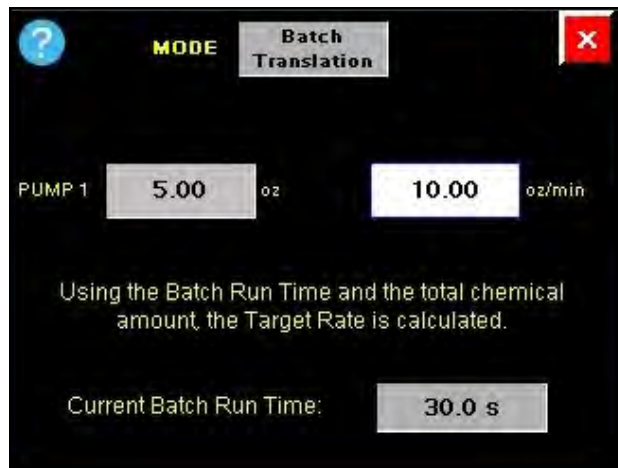 ?
MODE
Batch
Translation
X
PUMP 1
5.00
oz
10.00
oz/min
Using the Batch Run Time and the total chemical
amount, the Target Rate is calculated.
Current Batch Run Time:
30.0 s